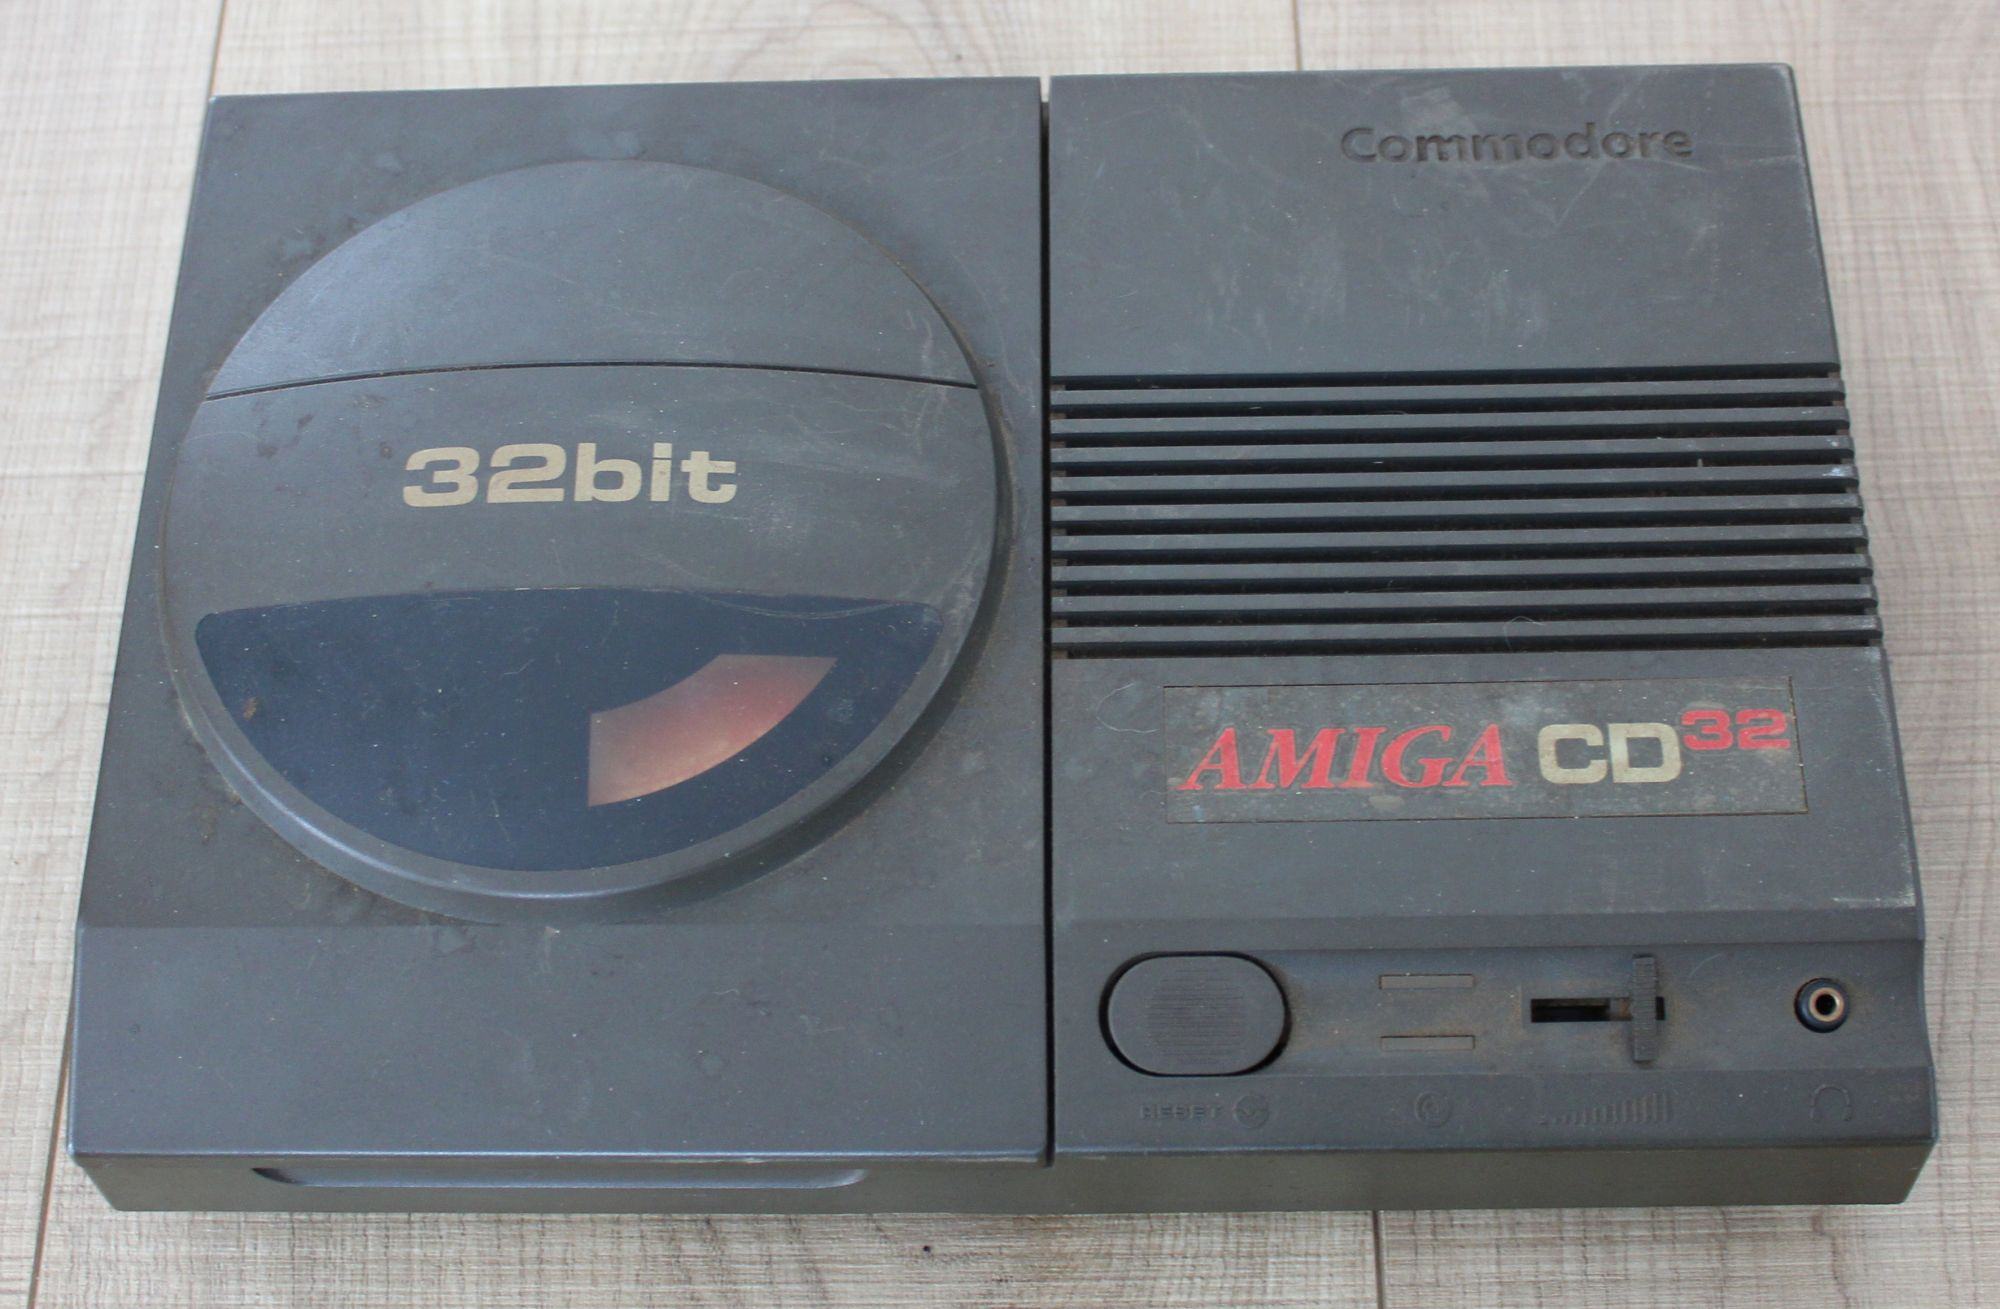 Commodore
32bit
AMIGA CD32
RESET